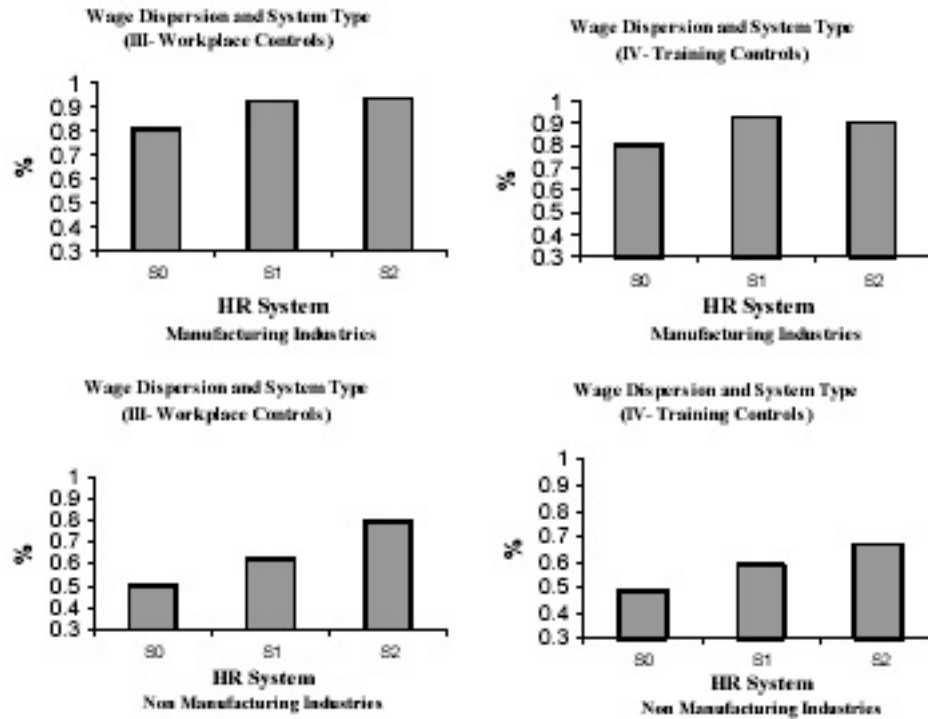 Wage Dispersion and System Type
(III- Workplace Controls)
1
0.9
0.8
0.7
0.6
0.5
0.4
0.3
%
S0 S1 S2
HR System
Manufacturing Industries
Wage Dispersion and System Type
(IV- Training Controls)
1
0.9
0.8
0.7
0.6
0.5
0.4
0.3
%
S0 S1 S2
HR System
Manufacturing Industries
Wage Dispersion and System Type
(III- Workplace Controls)
1
0.9
0.8
0.7
0.6
0.5
0.4
0.3
%
S0 S1 S2
HR System
Non Manufacturing Industries
Wage Dispersion and System Type
(IV- Training Controls)
1
0.9
0.8
0.7
0.6
0.5
0.4
0.3
%
S0 S1 S2
HR System
Non Manufacturing Industries